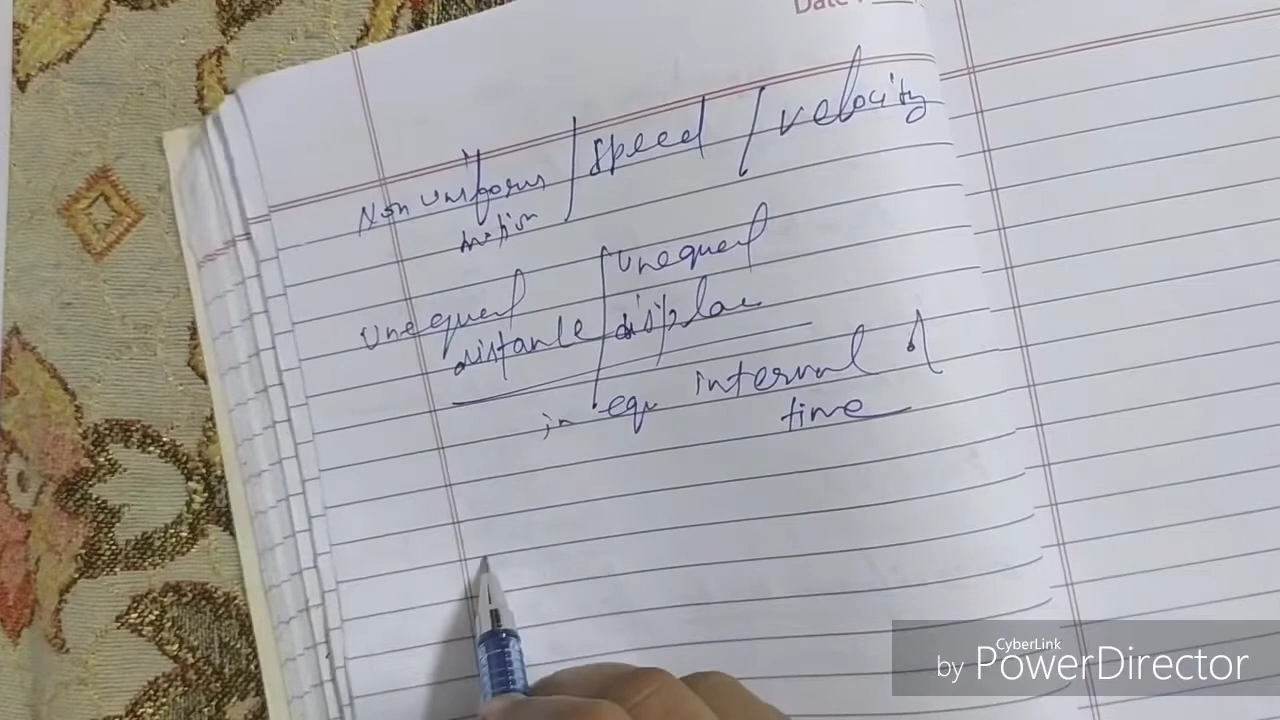 Date :
Non Uniform / speed / velocity
motion
Unequal / Unequal
distance / displac
in equ interval of
time
CyberLink
by PowerDirector